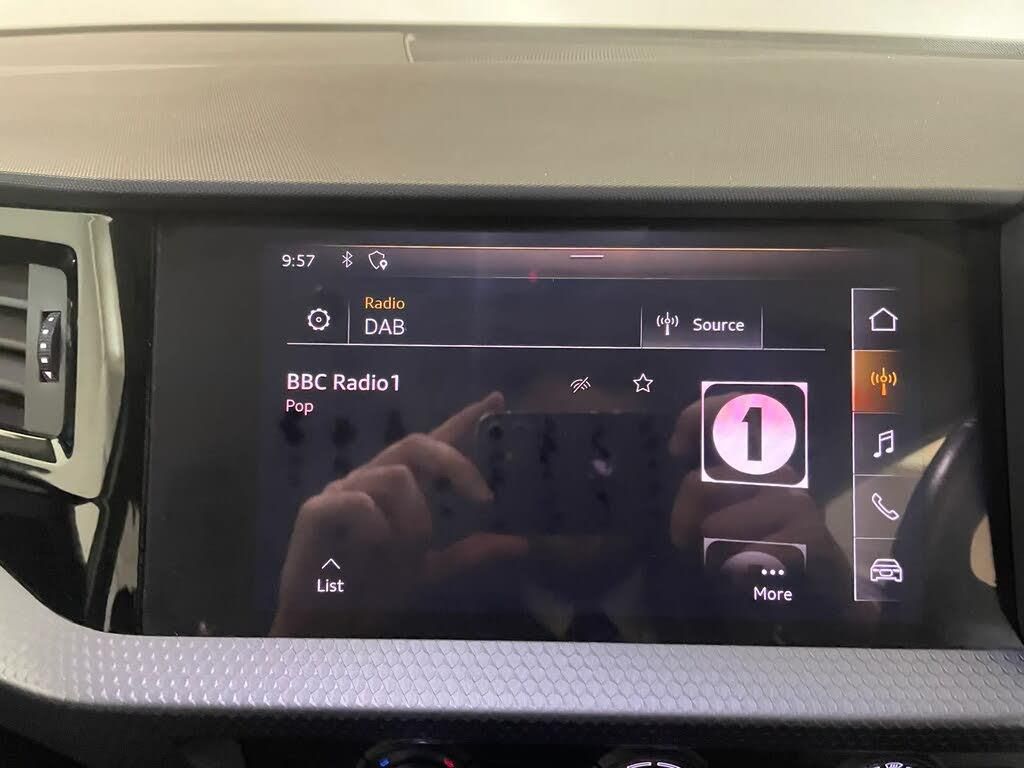 9:57
Radio
DAB
Source
BBC Radio1
Pop
1
List
More